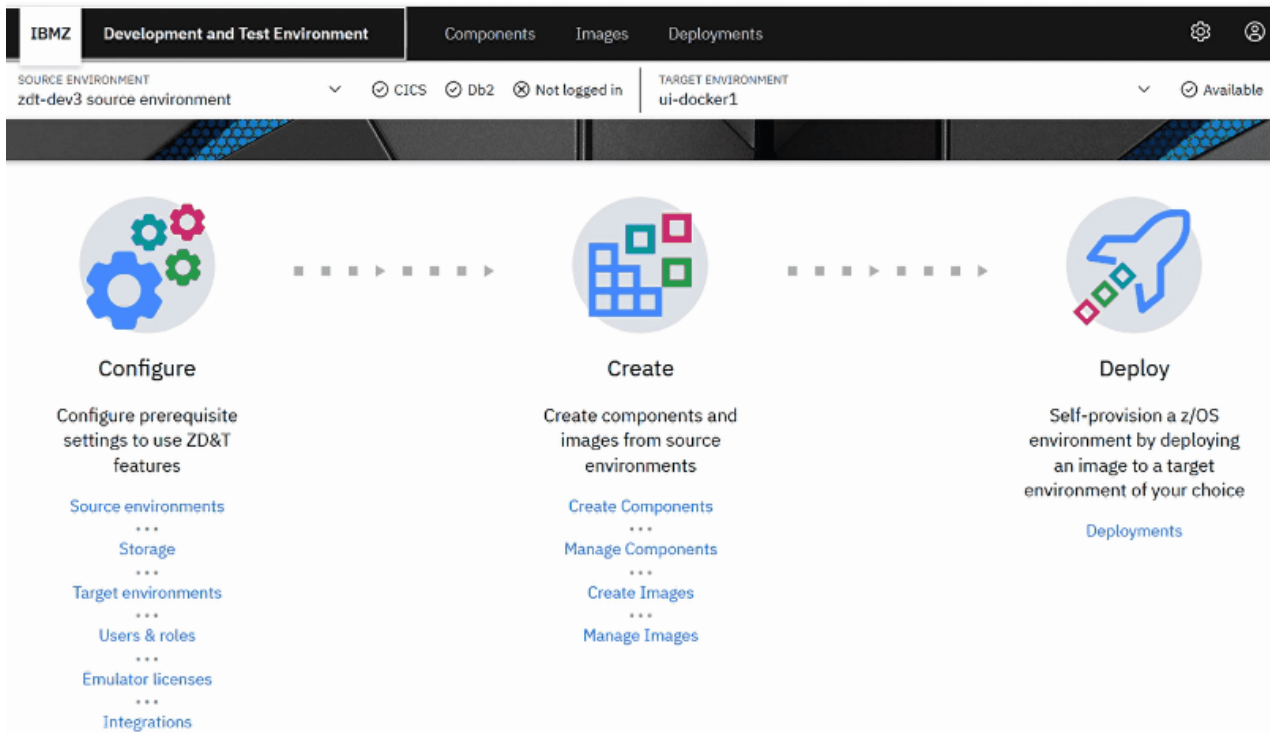 IBMZ Development and Test Environment Components Images Deployments
SOURCE ENVIRONMENT
zdt-dev3 source environment
CICS Db2 Not logged in
TARGET ENVIRONMENT
ui-docker1
Available
Configure
Configure prerequisite
settings to use ZD&T
features
Source environments
Storage
Target environments
Users & roles
Emulator licenses
Integrations
Create
Create components and
images from source
environments
Create Components
Manage Components
Create Images
Manage Images
Deploy
Self-provision a z/OS
environment by deploying
an image to a target
environment of your choice
Deployments